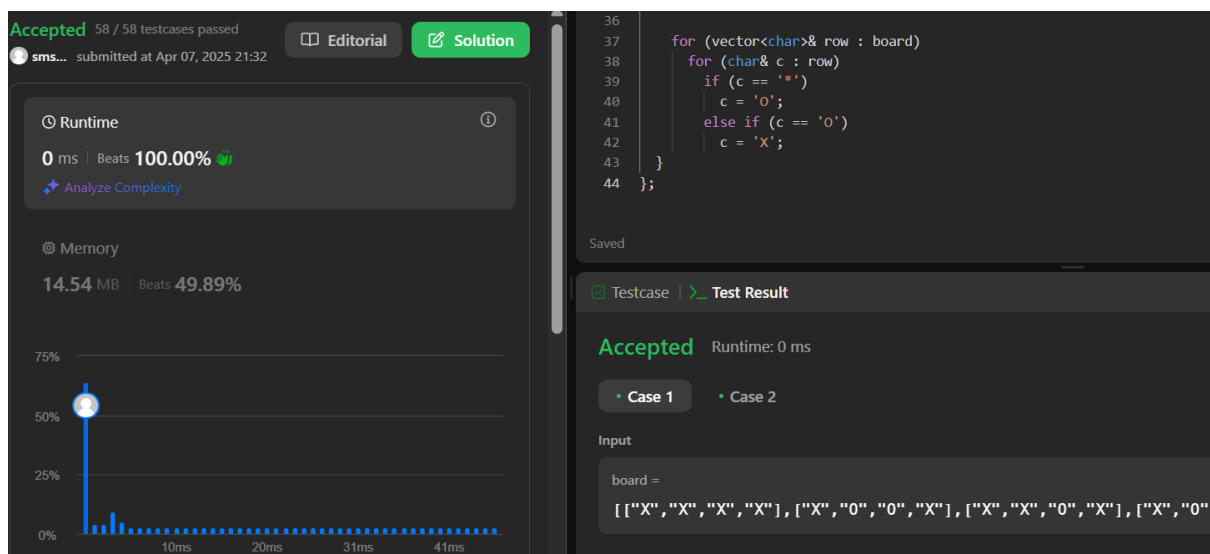 Accepted 58 / 58 testcases passed
sms... submitted at Apr 07, 2025 21:32
Editorial
Solution
Runtime
0 ms | Beats 100.00%
Analyze Complexity
Memory
14.54 MB | Beats 49.89%
75%
50%
25%
0%
10ms 20ms 31ms 41ms
36
37 for (vector<char>& row : board)
38 for (char& c : row)
39 if (c == '*')
40 c = 'O';
41 else if (c == 'O')
42 c = 'X';
43 }
44 };
Saved
Testcase | >_ Test Result
Accepted Runtime: 0 ms
• Case 1 • Case 2
Input
board =
[["X","X","X","X"],["X","O","O","X"],["X","X","O","X"],["X","O"